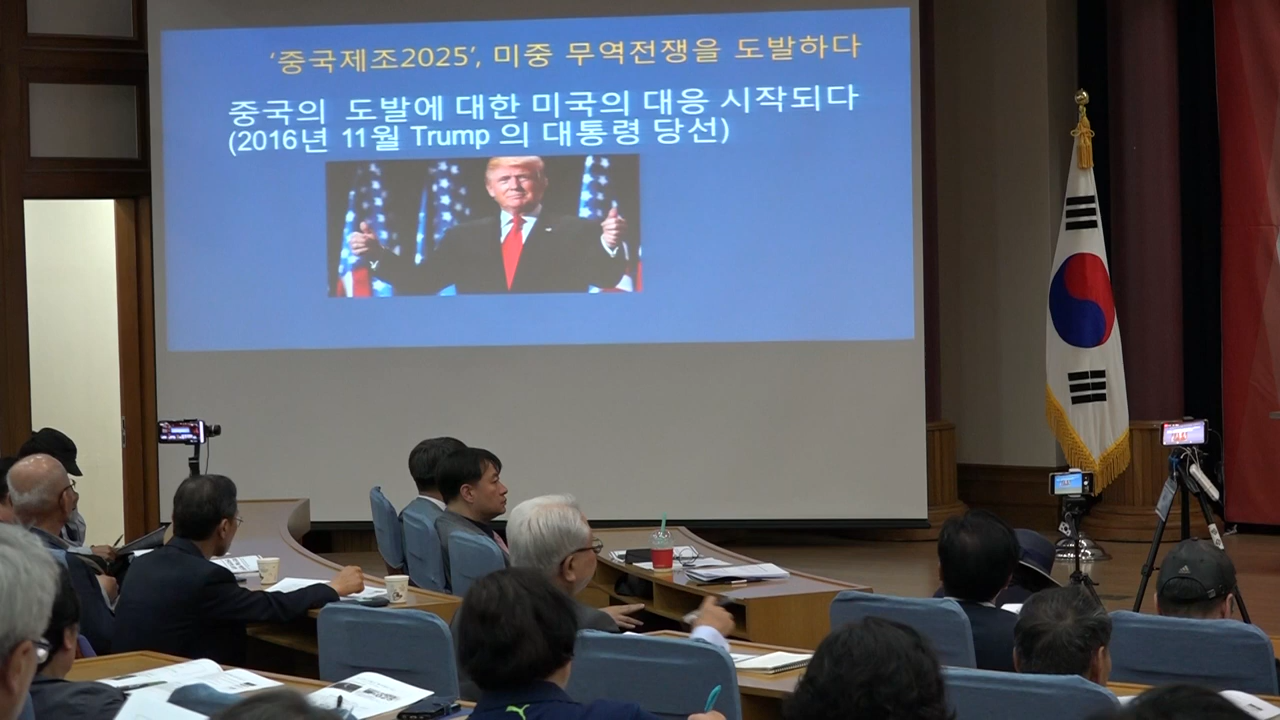 ‘중국제조2025’, 미중 무역전쟁을 도발하다
중국의 도발에 대한 미국의 대응 시작되다
(2016년 11월 Trump 의 대통령 당선)